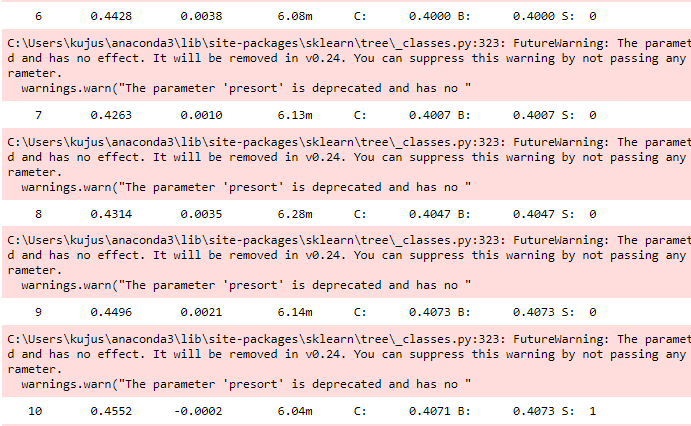 6 0.4428 0.0038 6.08m C: 0.4000 B: 0.4000 S: 0
C:\Users\kujus\anaconda3\lib\site-packages\sklearn\tree\_classes.py:323: FutureWarning: The paramet
d and has no effect. It will be removed in v0.24. You can suppress this warning by not passing any
rameter.
warnings.warn("The parameter 'presort' is deprecated and has no "
7 0.4263 0.0010 6.13m C: 0.4007 B: 0.4007 S: 0
C:\Users\kujus\anaconda3\lib\site-packages\sklearn\tree\_classes.py:323: FutureWarning: The paramet
d and has no effect. It will be removed in v0.24. You can suppress this warning by not passing any
rameter.
warnings.warn("The parameter 'presort' is deprecated and has no "
8 0.4314 0.0035 6.28m C: 0.4047 B: 0.4047 S: 0
C:\Users\kujus\anaconda3\lib\site-packages\sklearn\tree\_classes.py:323: FutureWarning: The paramet
d and has no effect. It will be removed in v0.24. You can suppress this warning by not passing any
rameter.
warnings.warn("The parameter 'presort' is deprecated and has no "
9 0.4496 0.0021 6.14m C: 0.4073 B: 0.4073 S: 0
C:\Users\kujus\anaconda3\lib\site-packages\sklearn\tree\_classes.py:323: FutureWarning: The paramet
d and has no effect. It will be removed in v0.24. You can suppress this warning by not passing any
rameter.
warnings.warn("The parameter 'presort' is deprecated and has no "
10 0.4552 -0.0002 6.04m C: 0.4071 B: 0.4073 S: 1